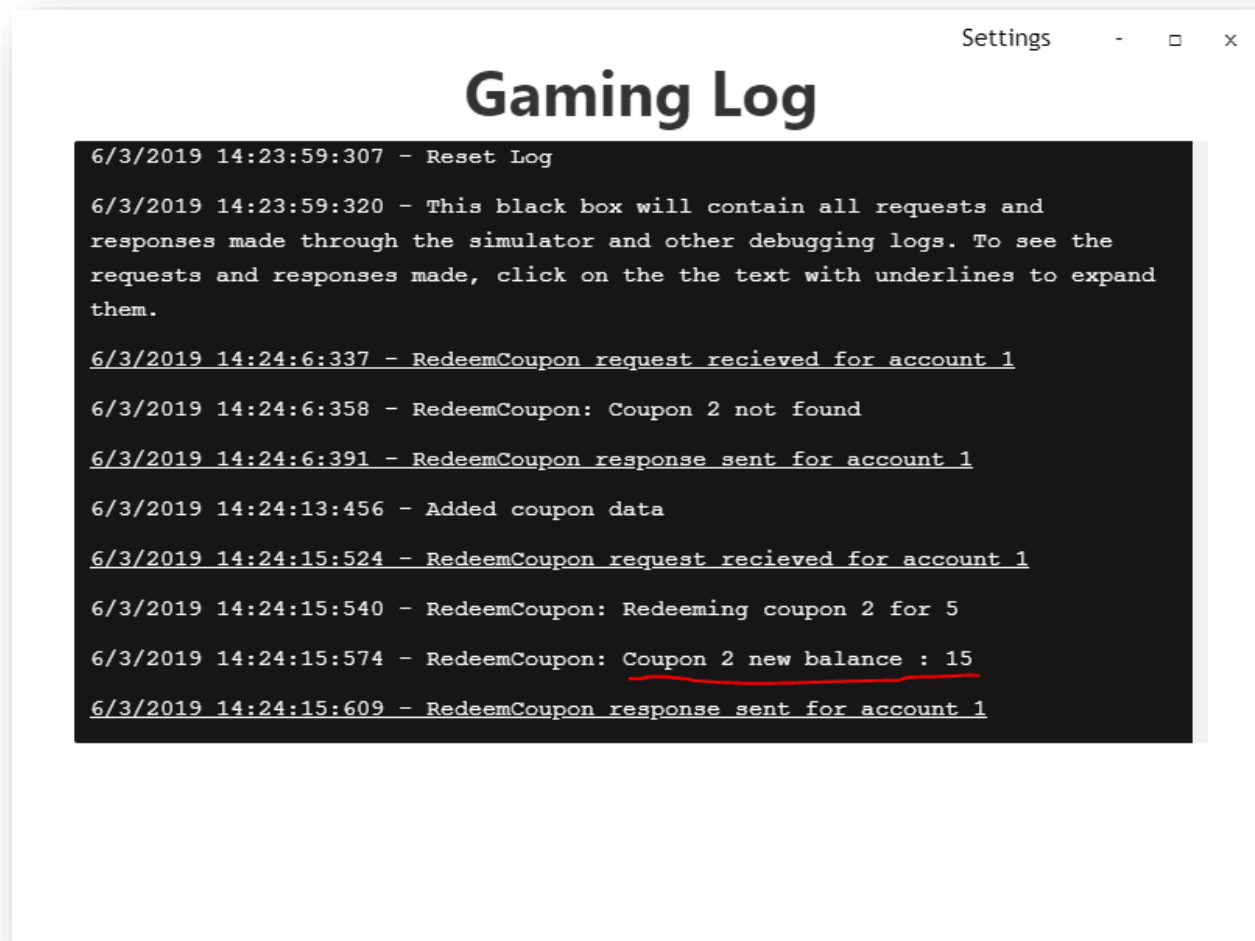 Settings - □ x
Gaming Log
6/3/2019 14:23:59:307 - Reset Log
6/3/2019 14:23:59:320 - This black box will contain all requests and
responses made through the simulator and other debugging logs. To see the
requests and responses made, click on the the text with underlines to expand
them.
6/3/2019 14:24:6:337 - RedeemCoupon request recieved for account 1
6/3/2019 14:24:6:358 - RedeemCoupon: Coupon 2 not found
6/3/2019 14:24:6:391 - RedeemCoupon response sent for account 1
6/3/2019 14:24:13:456 - Added coupon data
6/3/2019 14:24:15:524 - RedeemCoupon request recieved for account 1
6/3/2019 14:24:15:540 - RedeemCoupon: Redeeming coupon 2 for 5
6/3/2019 14:24:15:574 - RedeemCoupon: Coupon 2 new balance : 15
6/3/2019 14:24:15:609 - RedeemCoupon response sent for account 1